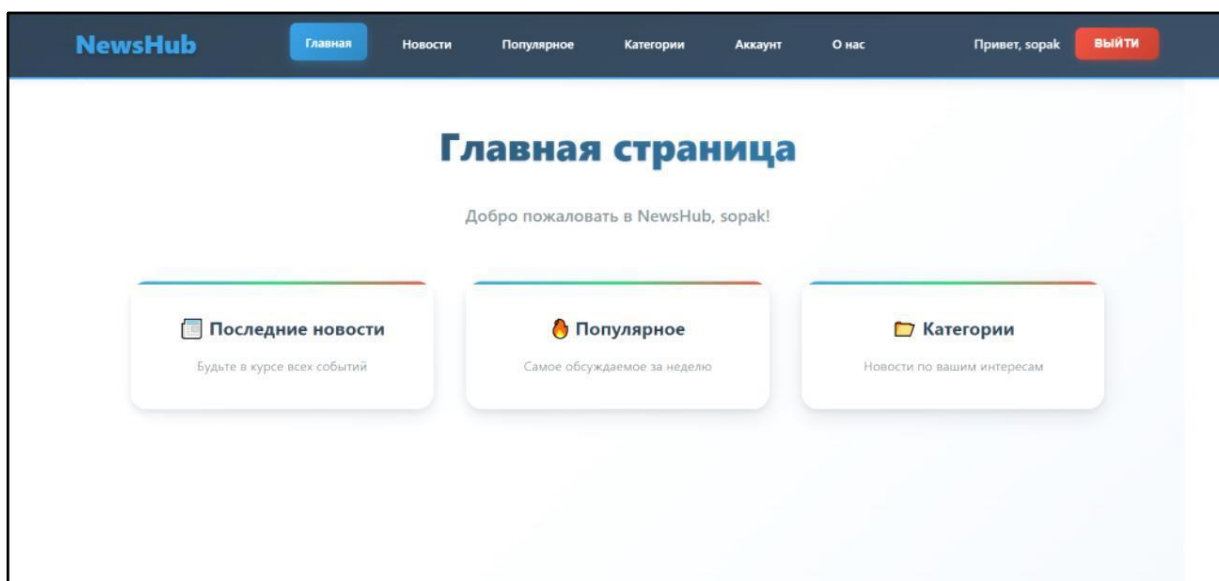 NewsHub Главная Новости Популярное Категории Аккаунт О нас Привет, sopak ВЫЙТИ
Главная страница
Добро пожаловать в NewsHub, sopak!
Последние новости
Будьте в курсе всех событий
Популярное
Самое обсуждаемое за неделю
Категории
Новости по вашим интересам